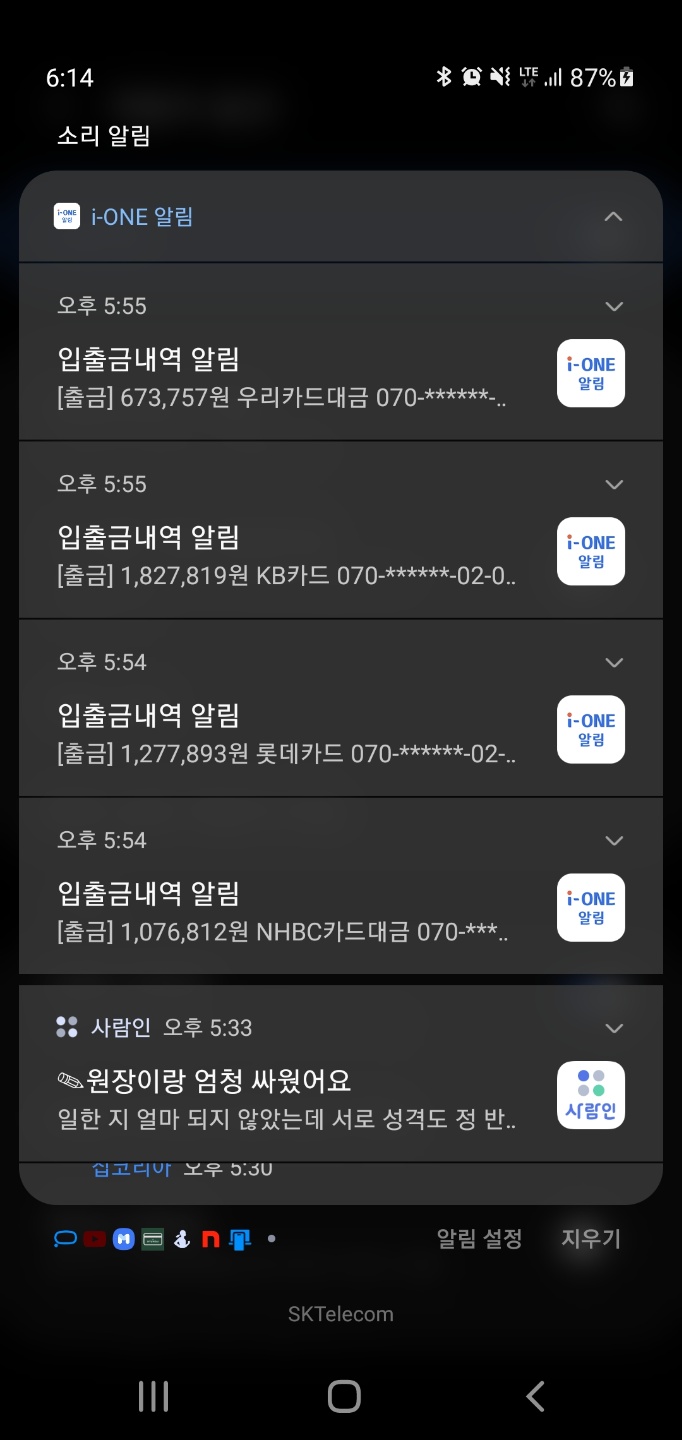 6:14
LTE
87%
소리 알림
i-ONE 알림
i-ONE 알림
오후 5:55
입출금내역 알림
[출금] 673,757원 우리카드대금 070-******-..
i-ONE
알림
오후 5:55
입출금내역 알림
[출금] 1,827,819원 KB카드 070-******-02-0..
i-ONE
알림
오후 5:54
입출금내역 알림
[출금] 1,277,893원 롯데카드 070-******-02-..
i-ONE
알림
오후 5:54
입출금내역 알림
[출금] 1,076,812원 NHBC카드대금 070-***..
i-ONE
알림
사람인 오후 5:33
✏원장이랑 엄청 싸웠어요
일한 지 얼마 되지 않았는데 서로 성격도 정 반..
사람인
잡코리아 오후 5:30
알림 설정 지우기
SKTelecom